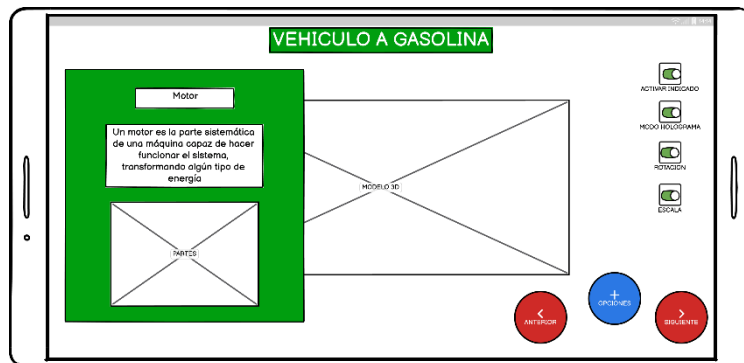 VEHICULO A GASOLINA
Motor
Un motor es la parte sistemática
de una máquina capaz de hacer
funcionar el sistema,
transformando algún tipo de
energía
PARTES
MODELO 3D
ACTIVAR INDICADO
MODO HOLOGRAMA
ROTACION
ESCALA
ANTERIOR
OPCIONES
SIGUIENTE